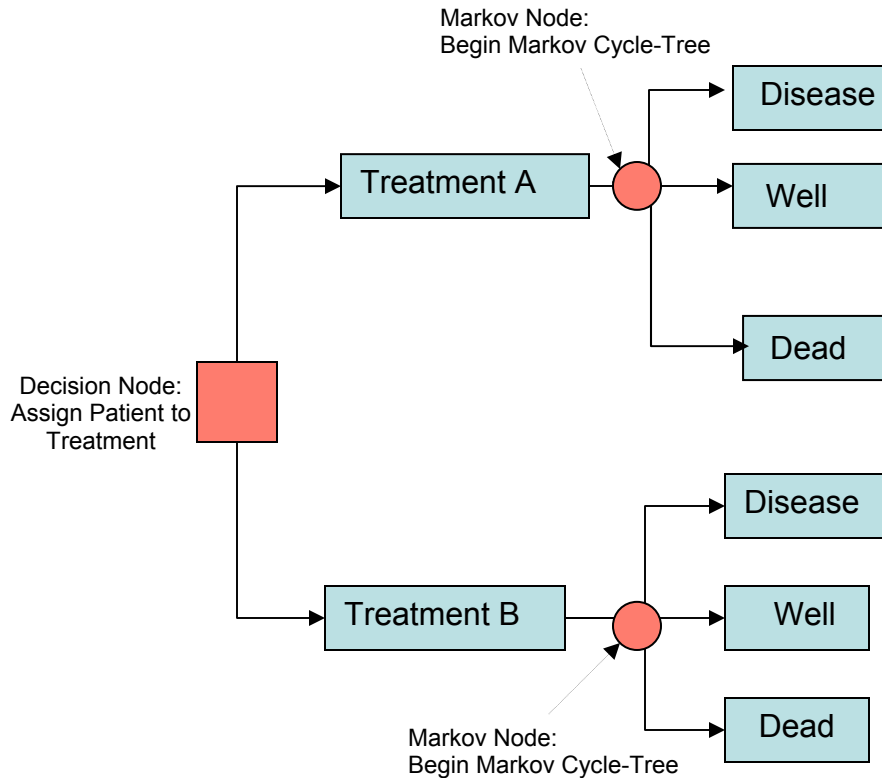 Markov Node:
Begin Markov Cycle-Tree
Disease
Treatment A
Well
Dead
Decision Node:
Assign Patient to
Treatment
Disease
Treatment B
Well
Dead
Markov Node:
Begin Markov Cycle-Tree